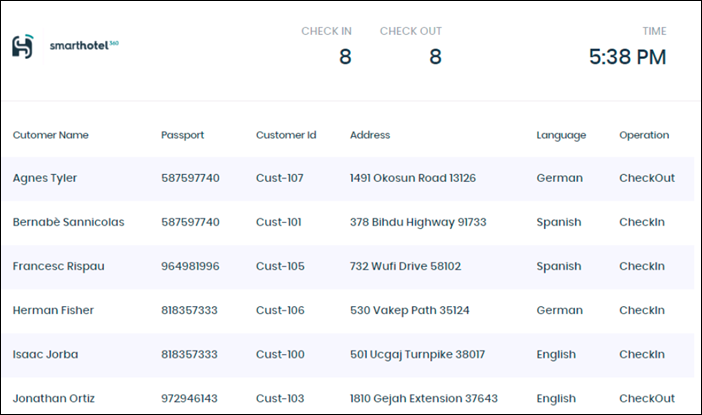 CHECK IN CHECK OUT TIME
smarthotel360 8 8 5:38 PM
Cutomer Name Passport Customer Id Address Language Operation
Agnes Tyler 587597740 Cust-107 1491 Okosun Road 13126 German CheckOut
Bernabè Sannicolas 587597740 Cust-101 378 Bihdu Highway 91733 Spanish CheckIn
Francesc Rispau 964981996 Cust-105 732 Wufi Drive 58102 Spanish CheckIn
Herman Fisher 818357333 Cust-106 530 Vakep Path 35124 German CheckIn
Isaac Jorba 818357333 Cust-100 501 Ucgaj Turnpike 38017 English CheckIn
Jonathan Ortiz 972946143 Cust-103 1810 Gejah Extension 37643 English CheckOut